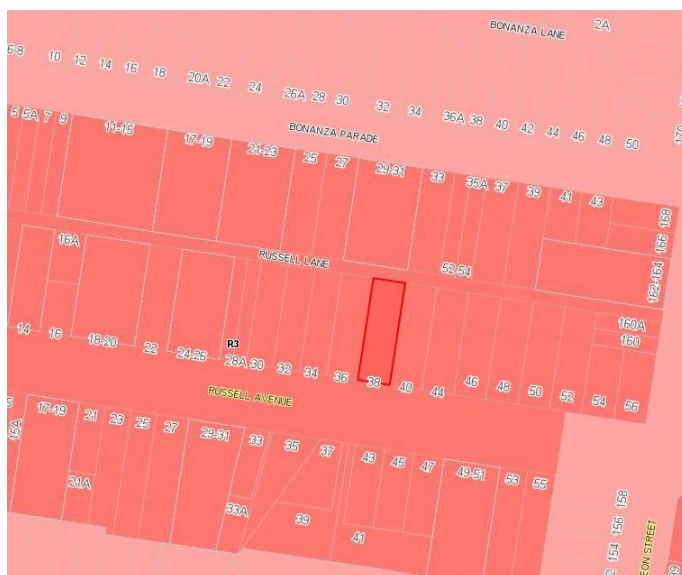 BONANZA LANE
2A
6-8 10 12 14 16 18 20A 22 24 26A 28 30 32 34 36A 38 40 42 44 46 48 50
BONANZA PARADE
5 5A 7 9 11-15 17-19 21-23 25 27 29-31 33 35A 37 39 41 43 168
166
162-164
16A RUSSELL LANE 52-54
160A
160
R3
14 16 18-20 22 24-26 28A 30 32 34 36 38 40 44 46 48 50 52 54 56
RUSSELL AVENUE
17-19 21 23 25 27 29-31 33 35 37 43 45 47 49-51 53 55
15A
21A 33A 39 41
158
156
154
EON STREET